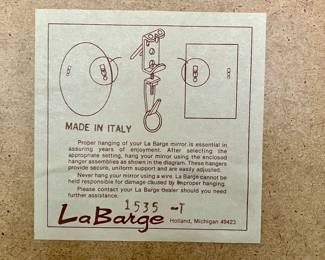 MADE IN ITALY
Proper hanging of your La Barge mirror is essential in
assuring years of enjoyment. After selecting the
appropriate setting, hang your mirror using the enclosed
hanger assemblies as shown in the diagram. These hangers
provide secure, uniform support and are easily adjusted.
Never hang your mirror using a wire. La Barge cannot be
held responsible for damage caused by improper hanging.
Please contact your La Barge dealer should you need
further assistance.
1535 -T
LaBarge
Holland, Michigan 49423